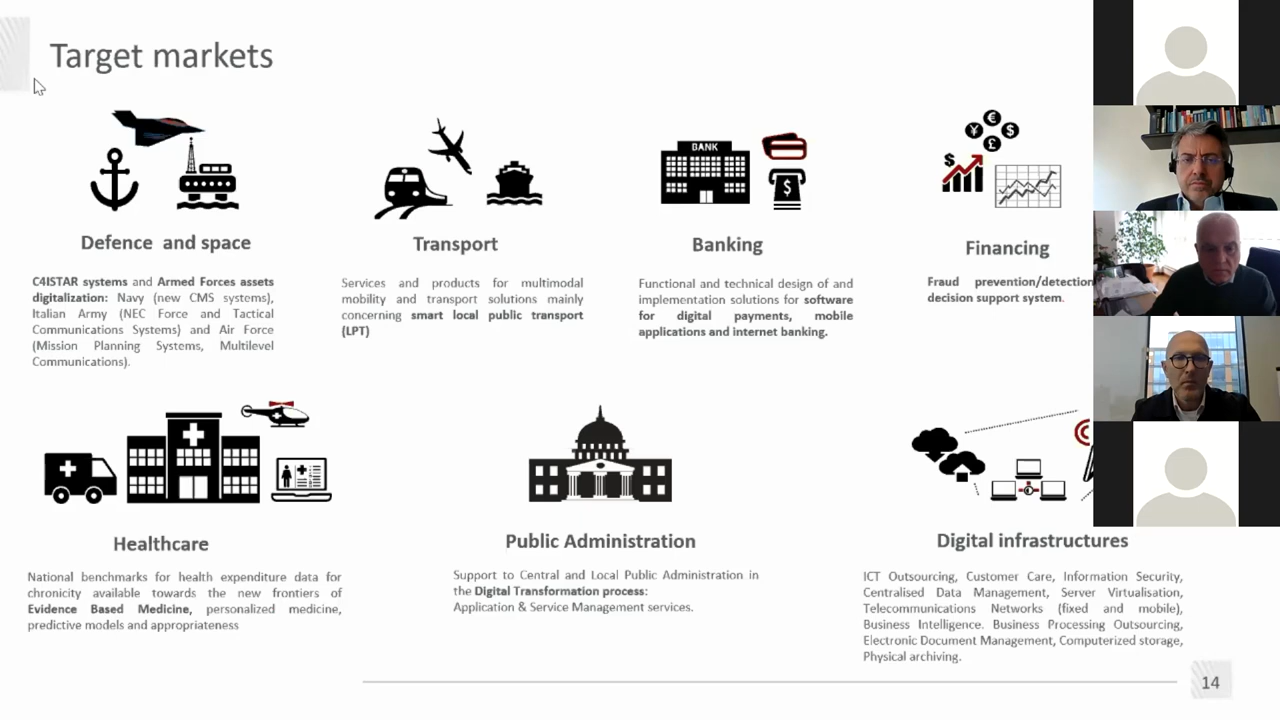 Target markets
BANK
Defence and space
C4ISTAR systems and Armed Forces assets
digitalization: Navy (new CMS systems),
Italian Army (NEC Force and Tactical
Communications Systems) and Air Force
(Mission Planning Systems, Multilevel
Communications).
Transport
Services and products for multimodal
mobility and transport solutions mainly
concerning smart local public transport
(LPT)
Banking
Functional and technical design of and
implementation solutions for software
for digital payments, mobile
applications and internet banking.
Financing
Fraud prevention/detection
decision support system.
Healthcare
National benchmarks for health expenditure data for
chronicity available towards the new frontiers of
Evidence Based Medicine, personalized medicine,
predictive models and appropriateness
Public Administration
Support to Central and Local Public Administration in
the Digital Transformation process:
Application & Service Management services.
Digital infrastructures
ICT Outsourcing, Customer Care, Information Security,
Centralised Data Management, Server Virtualisation,
Telecommunications Networks (fixed and mobile),
Business Intelligence. Business Processing Outsourcing,
Electronic Document Management, Computerized storage,
Physical archiving.
14